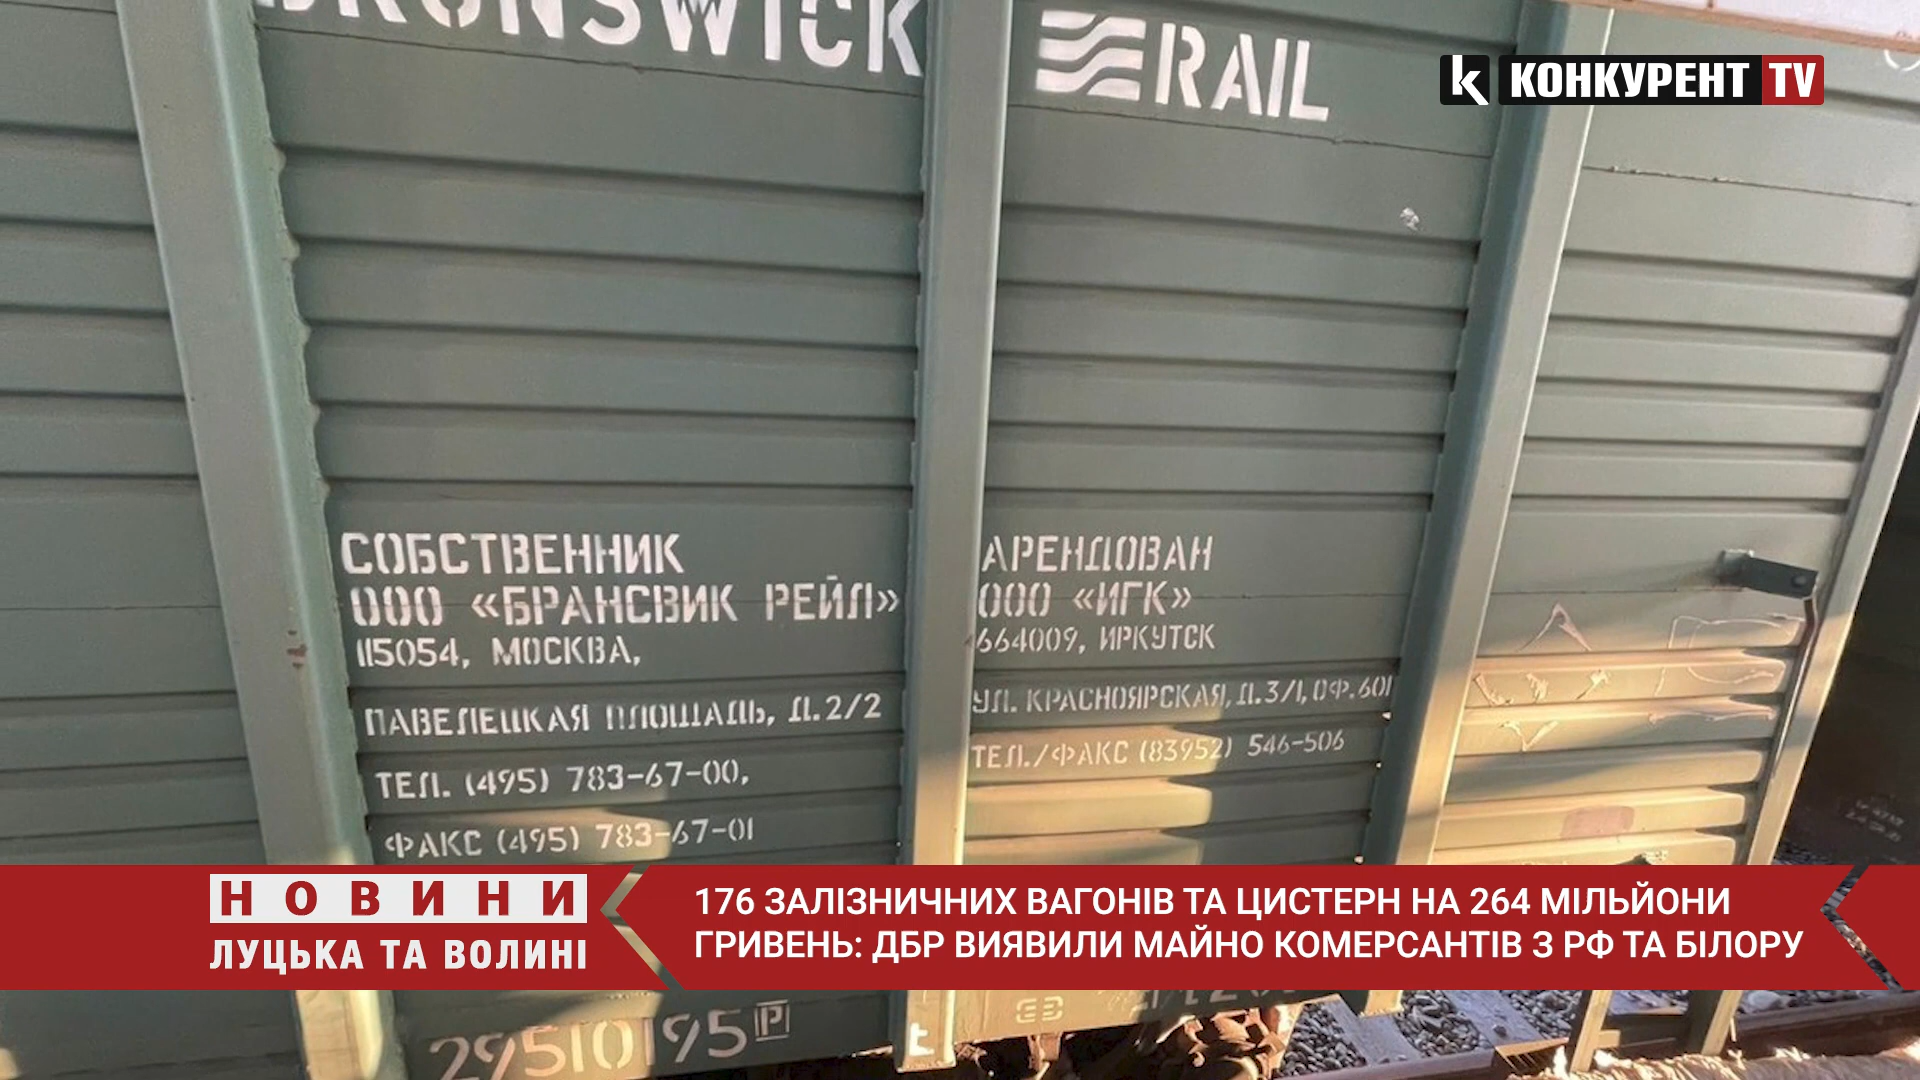 BRUNSWICK RAIL
K КОНКУРЕНТ TV
СОБСТВЕННИК
ООО «БРАНСВИК РЕЙЛ»
115054, МОСКВА,
ПАВЕЛЕЦКАЯ ПЛОЩАДЬ, Д.2/2
ТЕЛ. (495) 783-67-00,
ФАКС (495) 783-67-01
АРЕНДОВАН
ООО «ИГК»
664009, ИРКУТСК
УЛ. КРАСНОЯРСКАЯ, Д.31/1, ОФ.601
ТЕЛ./ФАКС (83952) 546-506
НОВИНИ
ЛУЦЬКА ТА ВОЛИНІ
176 ЗАЛІЗНИЧНИХ ВАГОНІВ ТА ЦИСТЕРН НА 264 МІЛЬЙОНИ
ГРИВЕНЬ: ДБР ВИЯВИЛИ МАЙНО КОМЕРСАНТІВ З РФ ТА БІЛОРУ
29510195 Р